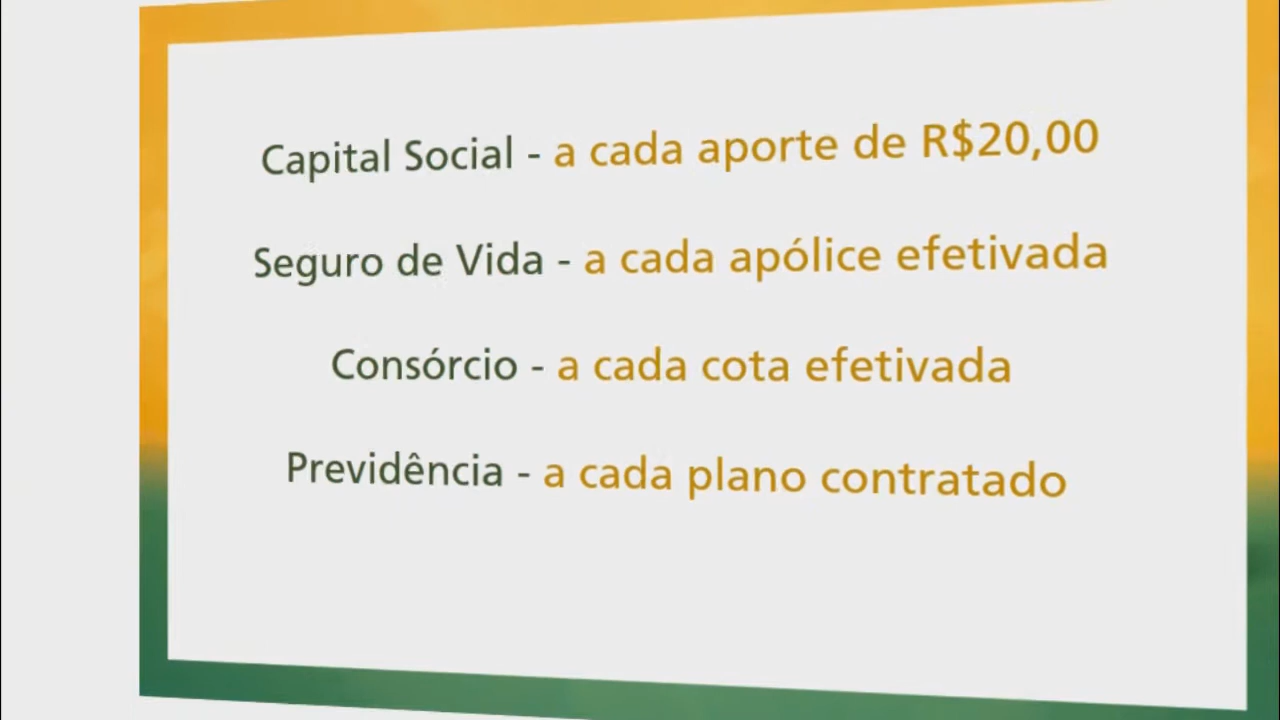 Capital Social - a cada aporte de R$20,00
Seguro de Vida - a cada apólice efetivada
Consórcio - a cada cota efetivada
Previdência - a cada plano contratado